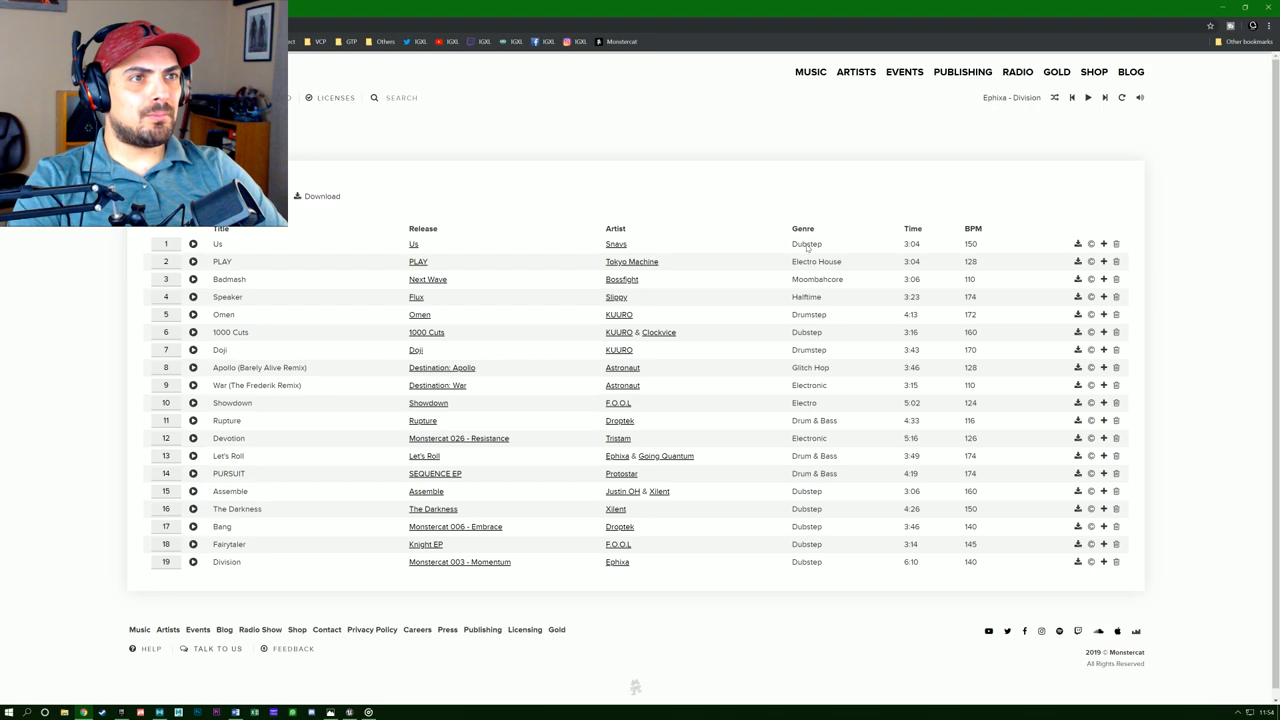 ct VCP GTP Others IGXL IGXL IGXL IGXL IGXL IGXL Monstercat Other bookmarks
MUSIC ARTISTS EVENTS PUBLISHING RADIO GOLD SHOP BLOG
LICENSES SEARCH Ephixa - Division
Download
Title Release Artist Genre Time BPM
1 Us Us Snavs Dubstep 3:04 150
2 PLAY PLAY Tokyo Machine Electro House 3:04 128
3 Badmash Next Wave Bossfight Moombahcore 3:06 110
4 Speaker Flux Slippy Halftime 3:23 174
5 Omen Omen KUURO Drumstep 4:13 172
6 1000 Cuts 1000 Cuts KUURO & Clockvice Dubstep 3:16 160
7 Doji Doji KUURO Drumstep 3:43 170
8 Apollo (Barely Alive Remix) Destination: Apollo Astronaut Glitch Hop 3:46 128
9 War (The Frederik Remix) Destination: War Astronaut Electronic 3:15 110
10 Showdown Showdown F.O.O.L Electro 5:02 124
11 Rupture Rupture Droptek Drum & Bass 4:33 116
12 Devotion Monstercat 026 - Resistance Tristam Electronic 5:16 126
13 Let's Roll Let's Roll Ephixa & Going Quantum Drum & Bass 3:49 174
14 PURSUIT SEQUENCE EP Protostar Drum & Bass 4:19 174
15 Assemble Assemble Justin OH & Xilent Dubstep 3:06 160
16 The Darkness The Darkness Xilent Dubstep 4:26 150
17 Bang Monstercat 006 - Embrace Droptek Dubstep 3:46 140
18 Fairytaler Knight EP F.O.O.L Dubstep 3:14 145
19 Division Monstercat 003 - Momentum Ephixa Dubstep 6:10 140
Music Artists Events Blog Radio Show Shop Contact Privacy Policy Careers Press Publishing Licensing Gold
HELP TALK TO US FEEDBACK
2019 © Monstercat
All Rights Reserved
11:54